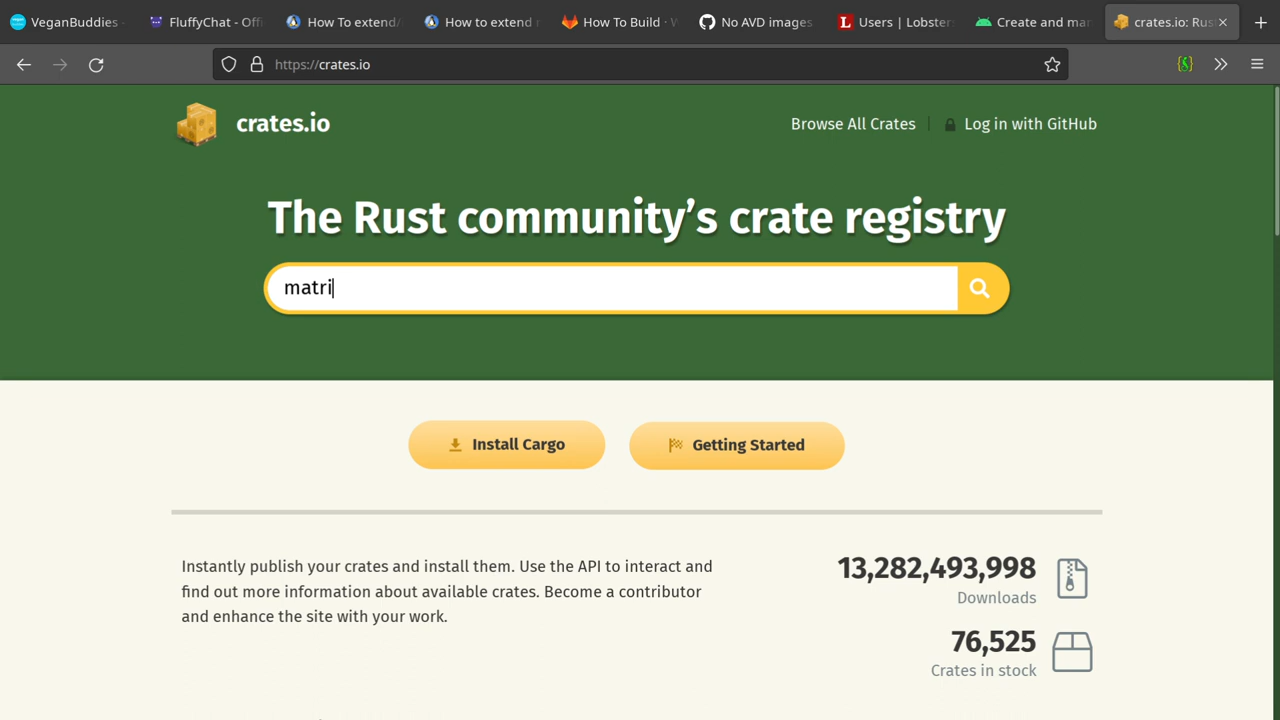 VeganBuddies -
FluffyChat - Offi
How To extend/
How to extend
How To Build · W
No AVD images
Users | Lobster
Create and mar
crates.io: Rust
https://crates.io
crates.io
Browse All Crates
Log in with GitHub
The Rust community’s crate registry
matri
Install Cargo
Getting Started
Instantly publish your crates and install them. Use the API to interact and
find out more information about available crates. Become a contributor
and enhance the site with your work.
13,282,493,998
Downloads
76,525
Crates in stock